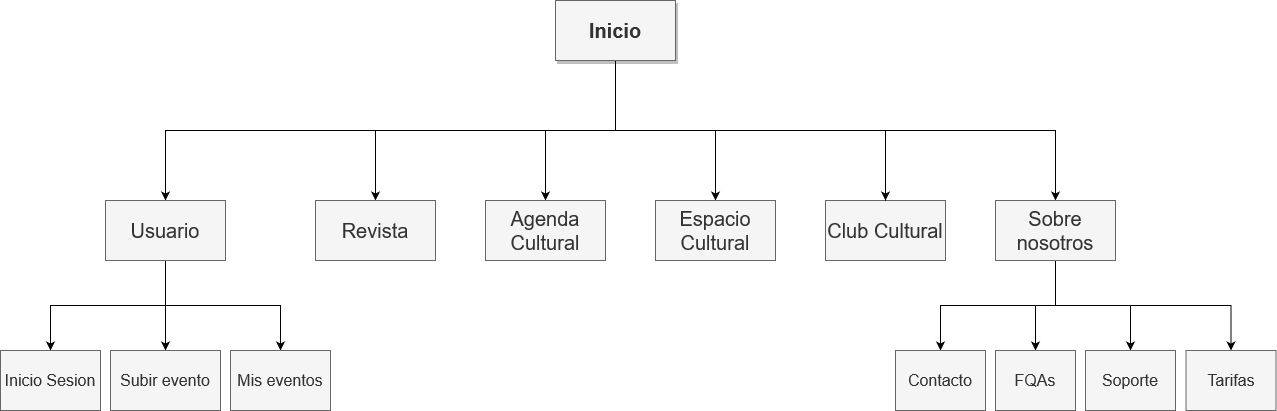 Inicio
Usuario
Revista
Agenda
Cultural
Espacio
Cultural
Club Cultural
Sobre
nosotros
Inicio Sesion
Subir evento
Mis eventos
Contacto
FQAs
Soporte
Tarifas